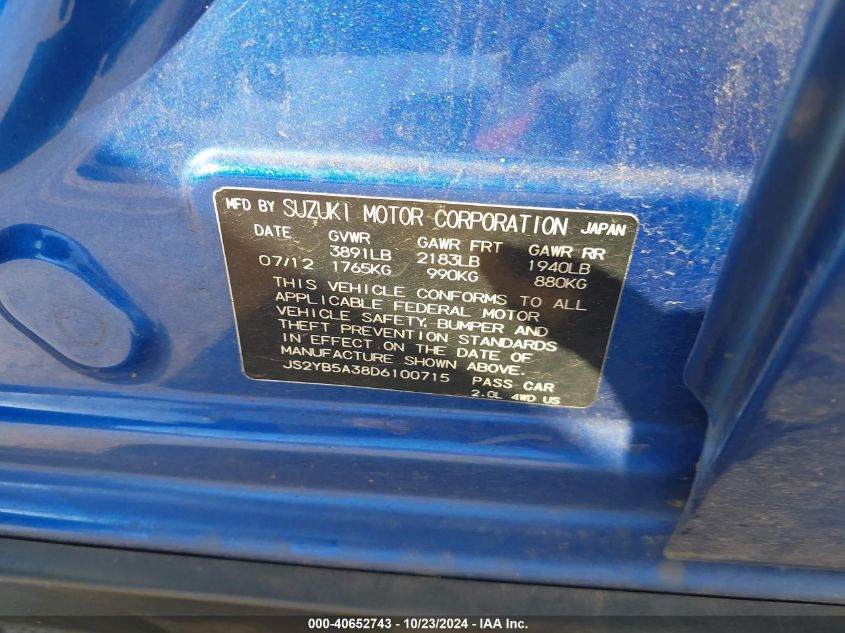 MFD BY SUZUKI MOTOR CORPORATION JAPAN
DATE GVWR GAWR FRT GAWR RR
3891LB 2183LB 1940LB
07/12 1765KG 990KG 880KG
THIS VEHICLE CONFORMS TO ALL
APPLICABLE FEDERAL MOTOR
VEHICLE SAFETY, BUMPER AND
THEFT PREVENTION STANDARDS
IN EFFECT ON THE DATE OF
MANUFACTURE SHOWN ABOVE.
JS2YB5A38D6100715 PASS CAR
2.0L 4WD US
000-40652743 - 10/23/2024 - IAA Inc.